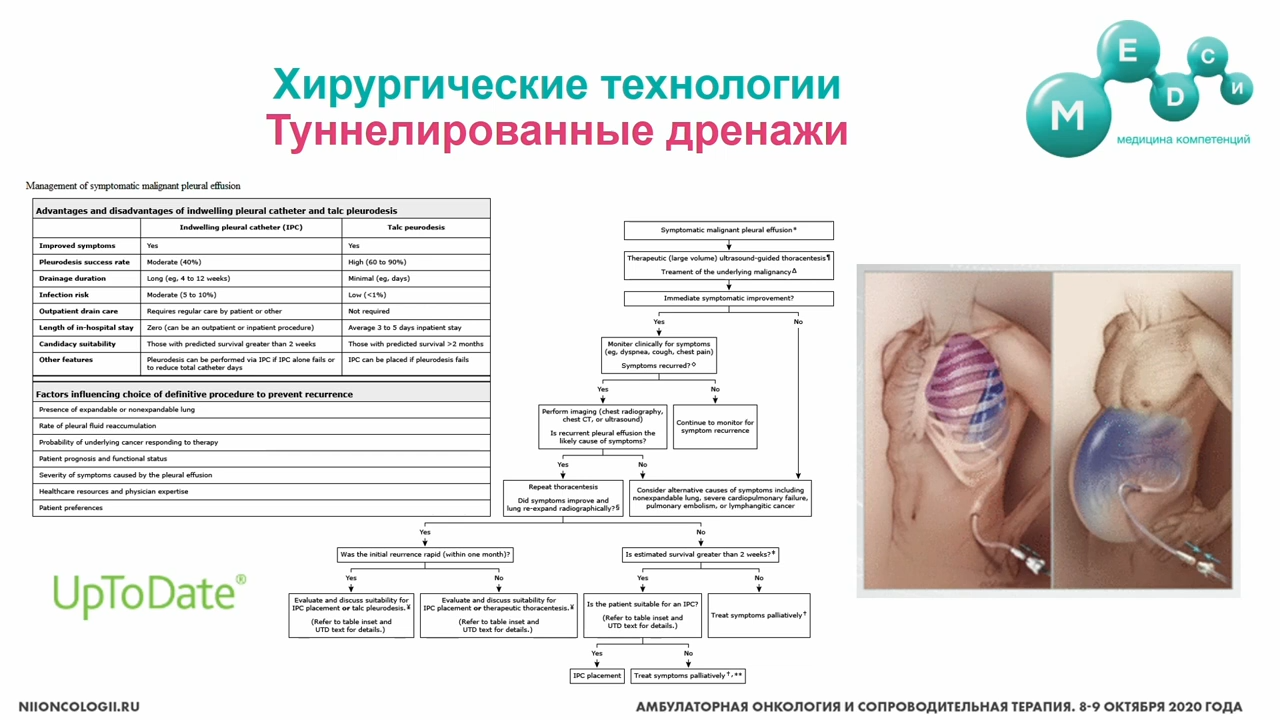 Хирургические технологии
Туннелированные дренажи
M
E
D
С
И
медицина компетенций
Management of symptomatic malignant pleural effusion
Advantages and disadvantages of indwelling pleural catheter and talc pleurodesis
Indwelling pleural catheter (IPC) Talc peurodesis
Improved symptoms Yes Yes
Pleurodesis success rate Moderate (40%) High (60 to 90%)
Drainage duration Long (eg, 4 to 12 weeks) Minimal (eg, days)
Infection risk Moderate (5 to 10%) Low (<1%)
Outpatient drain care Requires regular care by patient or other Not required
Length of in-hospital stay Zero (can be an outpatient or inpatient procedure) Average 3 to 5 days inpatient stay
Candidacy suitability Those with predicted survival greater than 2 weeks Those with predicted survival >2 months
Other features Pleurodesis can be performed via IPC if IPC alone fails or IPC can be placed if pleurodesis fails
to reduce total catheter days
Factors influencing choice of definitive procedure to prevent recurrence
Presence of expandable or nonexpandable lung
Rate of pleural fluid reaccumulation
Probability of underlying cancer responding to therapy
Patient prognosis and functional status
Severity of symptoms caused by the pleural effusion
Healthcare resources and physician expertise
Patient preferences
UpToDate®
Symptomatic malignant pleural effusion*
Therapeutic (large volume) ultrasound-guided thoracentesis¶
Treament of the underlying malignancyΔ
Immediate symptomatic improvement?
Yes No
Moniter clinically for symptoms
(eg, dyspnea, cough, chest pain)
Symptoms recurred?◊
Yes No
Perform imaging (chest radiography,
chest CT, or ultrasound)
Is recurrent pleural effusion the
likely cause of symptoms?
Continue to monitor for
symptom recurrence
Yes No
Repeat thoracentesis
Did symptoms improve and
lung re-expand radiographically?§
Consider alternative causes of symptoms including
nonexpandable lung, severe cardiopulmonary failure,
pulmonary embolism, or lymphangitic cancer
Yes No
Was the initial reurrence rapid (within one month)?
Is estimated survival greater than 2 weeks?‡
Yes No Yes No
Evaluate and discuss suitability for
IPC placement or talc pleurodesis.¥
(Refer to table inset and
UTD text for details.)
Evaluate and discuss suitability for
IPC placement or therapeutic thoracentesis.¥
(Refer to table inset and
UTD text for details.)
Is the patient suitable for an IPC?
(Refer to table inset and
UTD text for details.)
Treat symptoms palliatively†
Yes No
IPC placement
Treat symptoms palliatively†,**
NIIONCOLOGII.RU
АМБУЛАТОРНАЯ ОНКОЛОГИЯ И СОПРОВОДИТЕЛЬНАЯ ТЕРАПИЯ. 8-9 ОКТЯБРЯ 2020 ГОДА